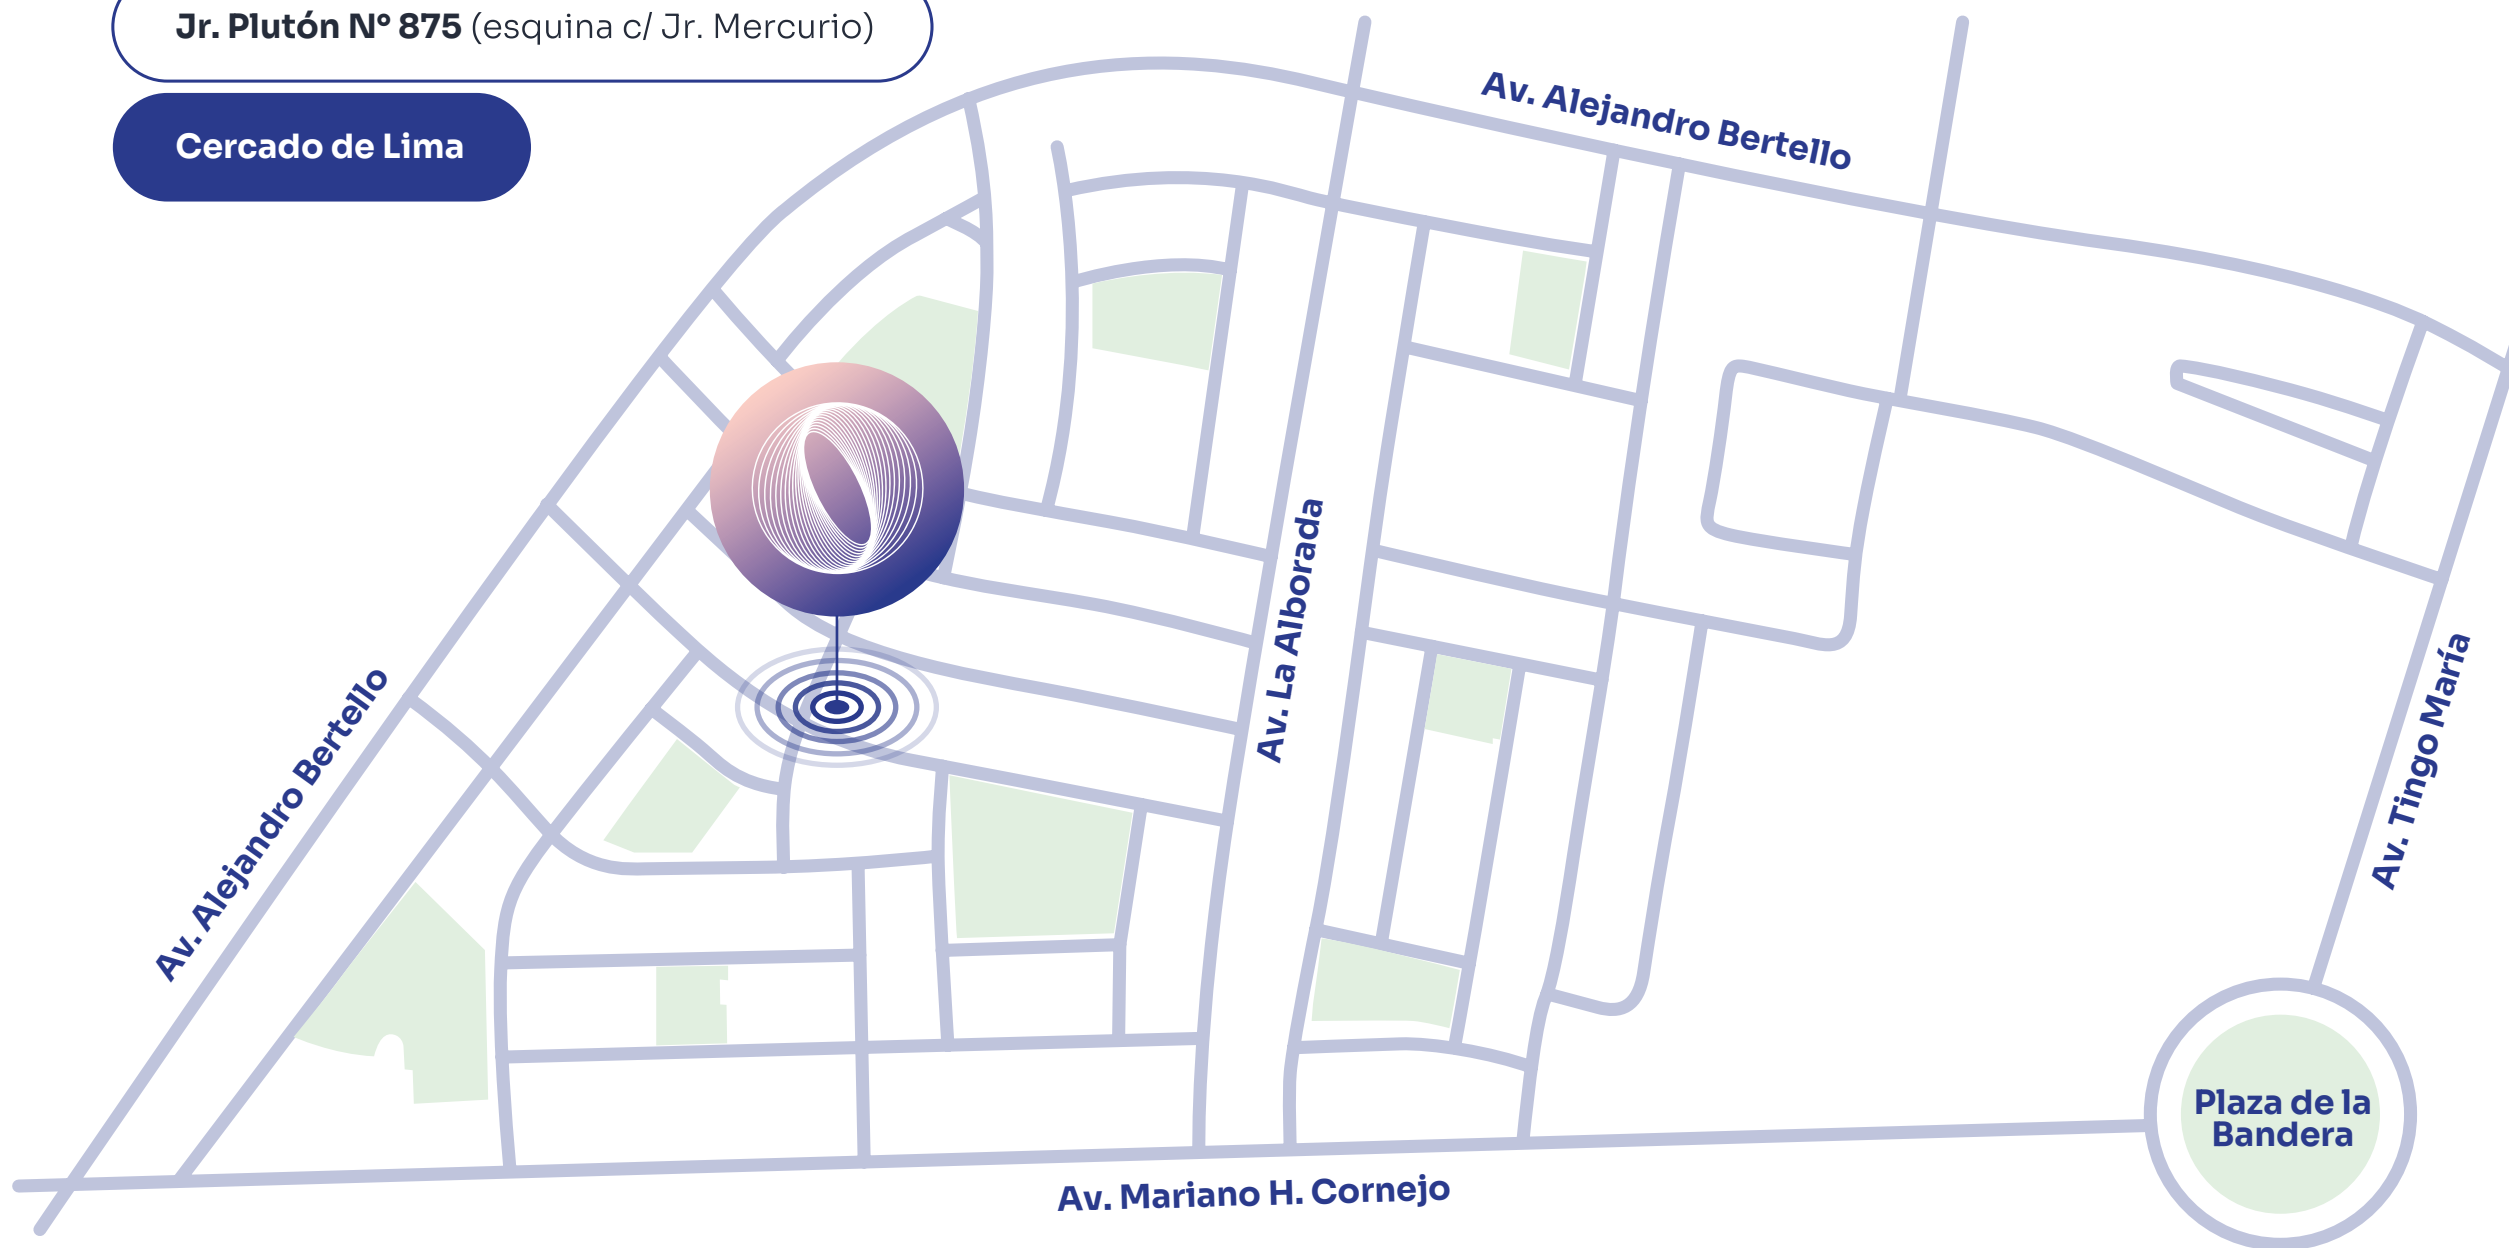 Jr. Plutón N° 875 (esquina c/ Jr. Mercurio)
Cercado de Lima
Av. Alejandro Bertello
Av. La Alborada
Av. Alejandro Bertello
Av. Tingo María
Plaza de la
Bandera
Av. Mariano H. Cornejo